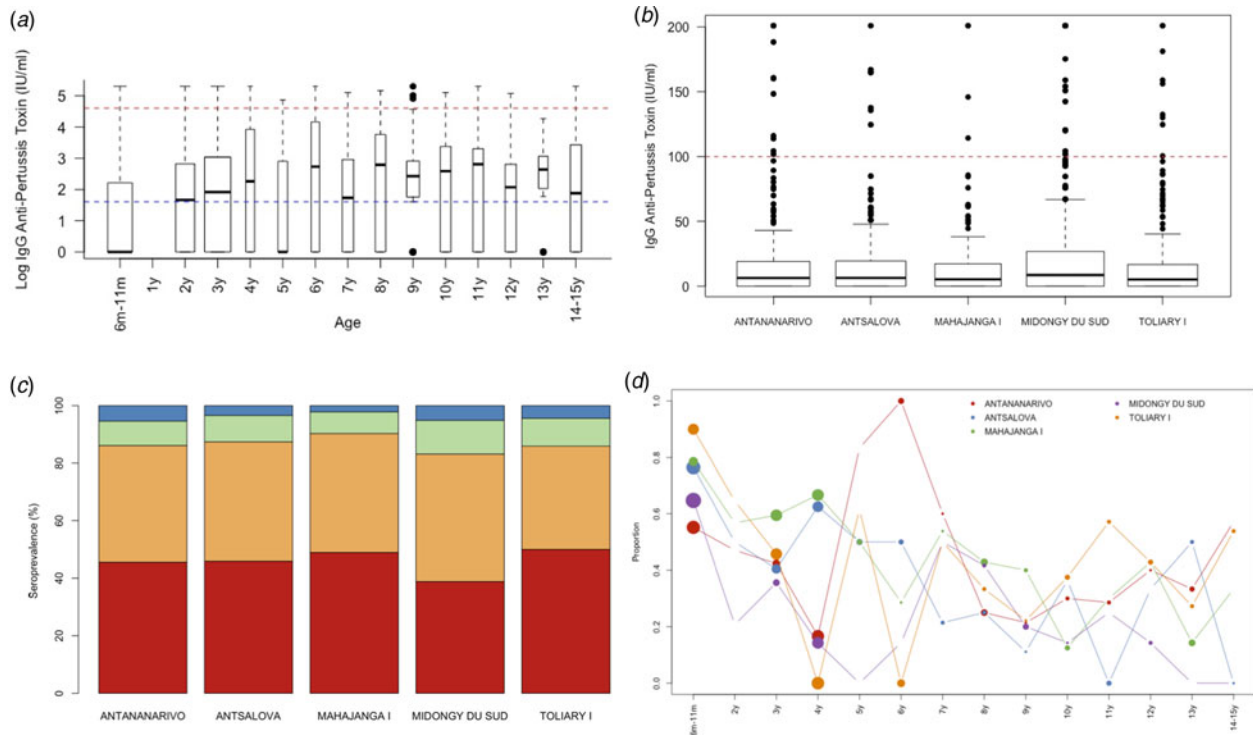 (a)
Log IgG Anti-Pertussis Toxin (IU/ml)
5
4
3
2
1
0
6m-11m
1y
2y
3y
4y
5y
6y
7y
8y
9y
10y
11y
12y
13y
14-15y
Age
(b)
IgG Anti-Pertussis Toxin (IU/ml)
200
150
100
50
0
ANTANANARIVO
ANTSALOVA
MAHAJANGA I
MIDONGY DU SUD
TOLIARY I
(c)
Seroprevalence (%)
100
80
60
40
20
0
ANTANANARIVO
ANTSALOVA
MAHAJANGA I
MIDONGY DU SUD
TOLIARY I
(d)
Proportion
1.0
0.8
0.6
0.4
0.2
0.0
ANTANANARIVO
ANTSALOVA
MAHAJANGA I
MIDONGY DU SUD
TOLIARY I
6m-11m
2y
3y
4y
5y
6y
7y
8y
9y
10y
11y
12y
13y
14-15y